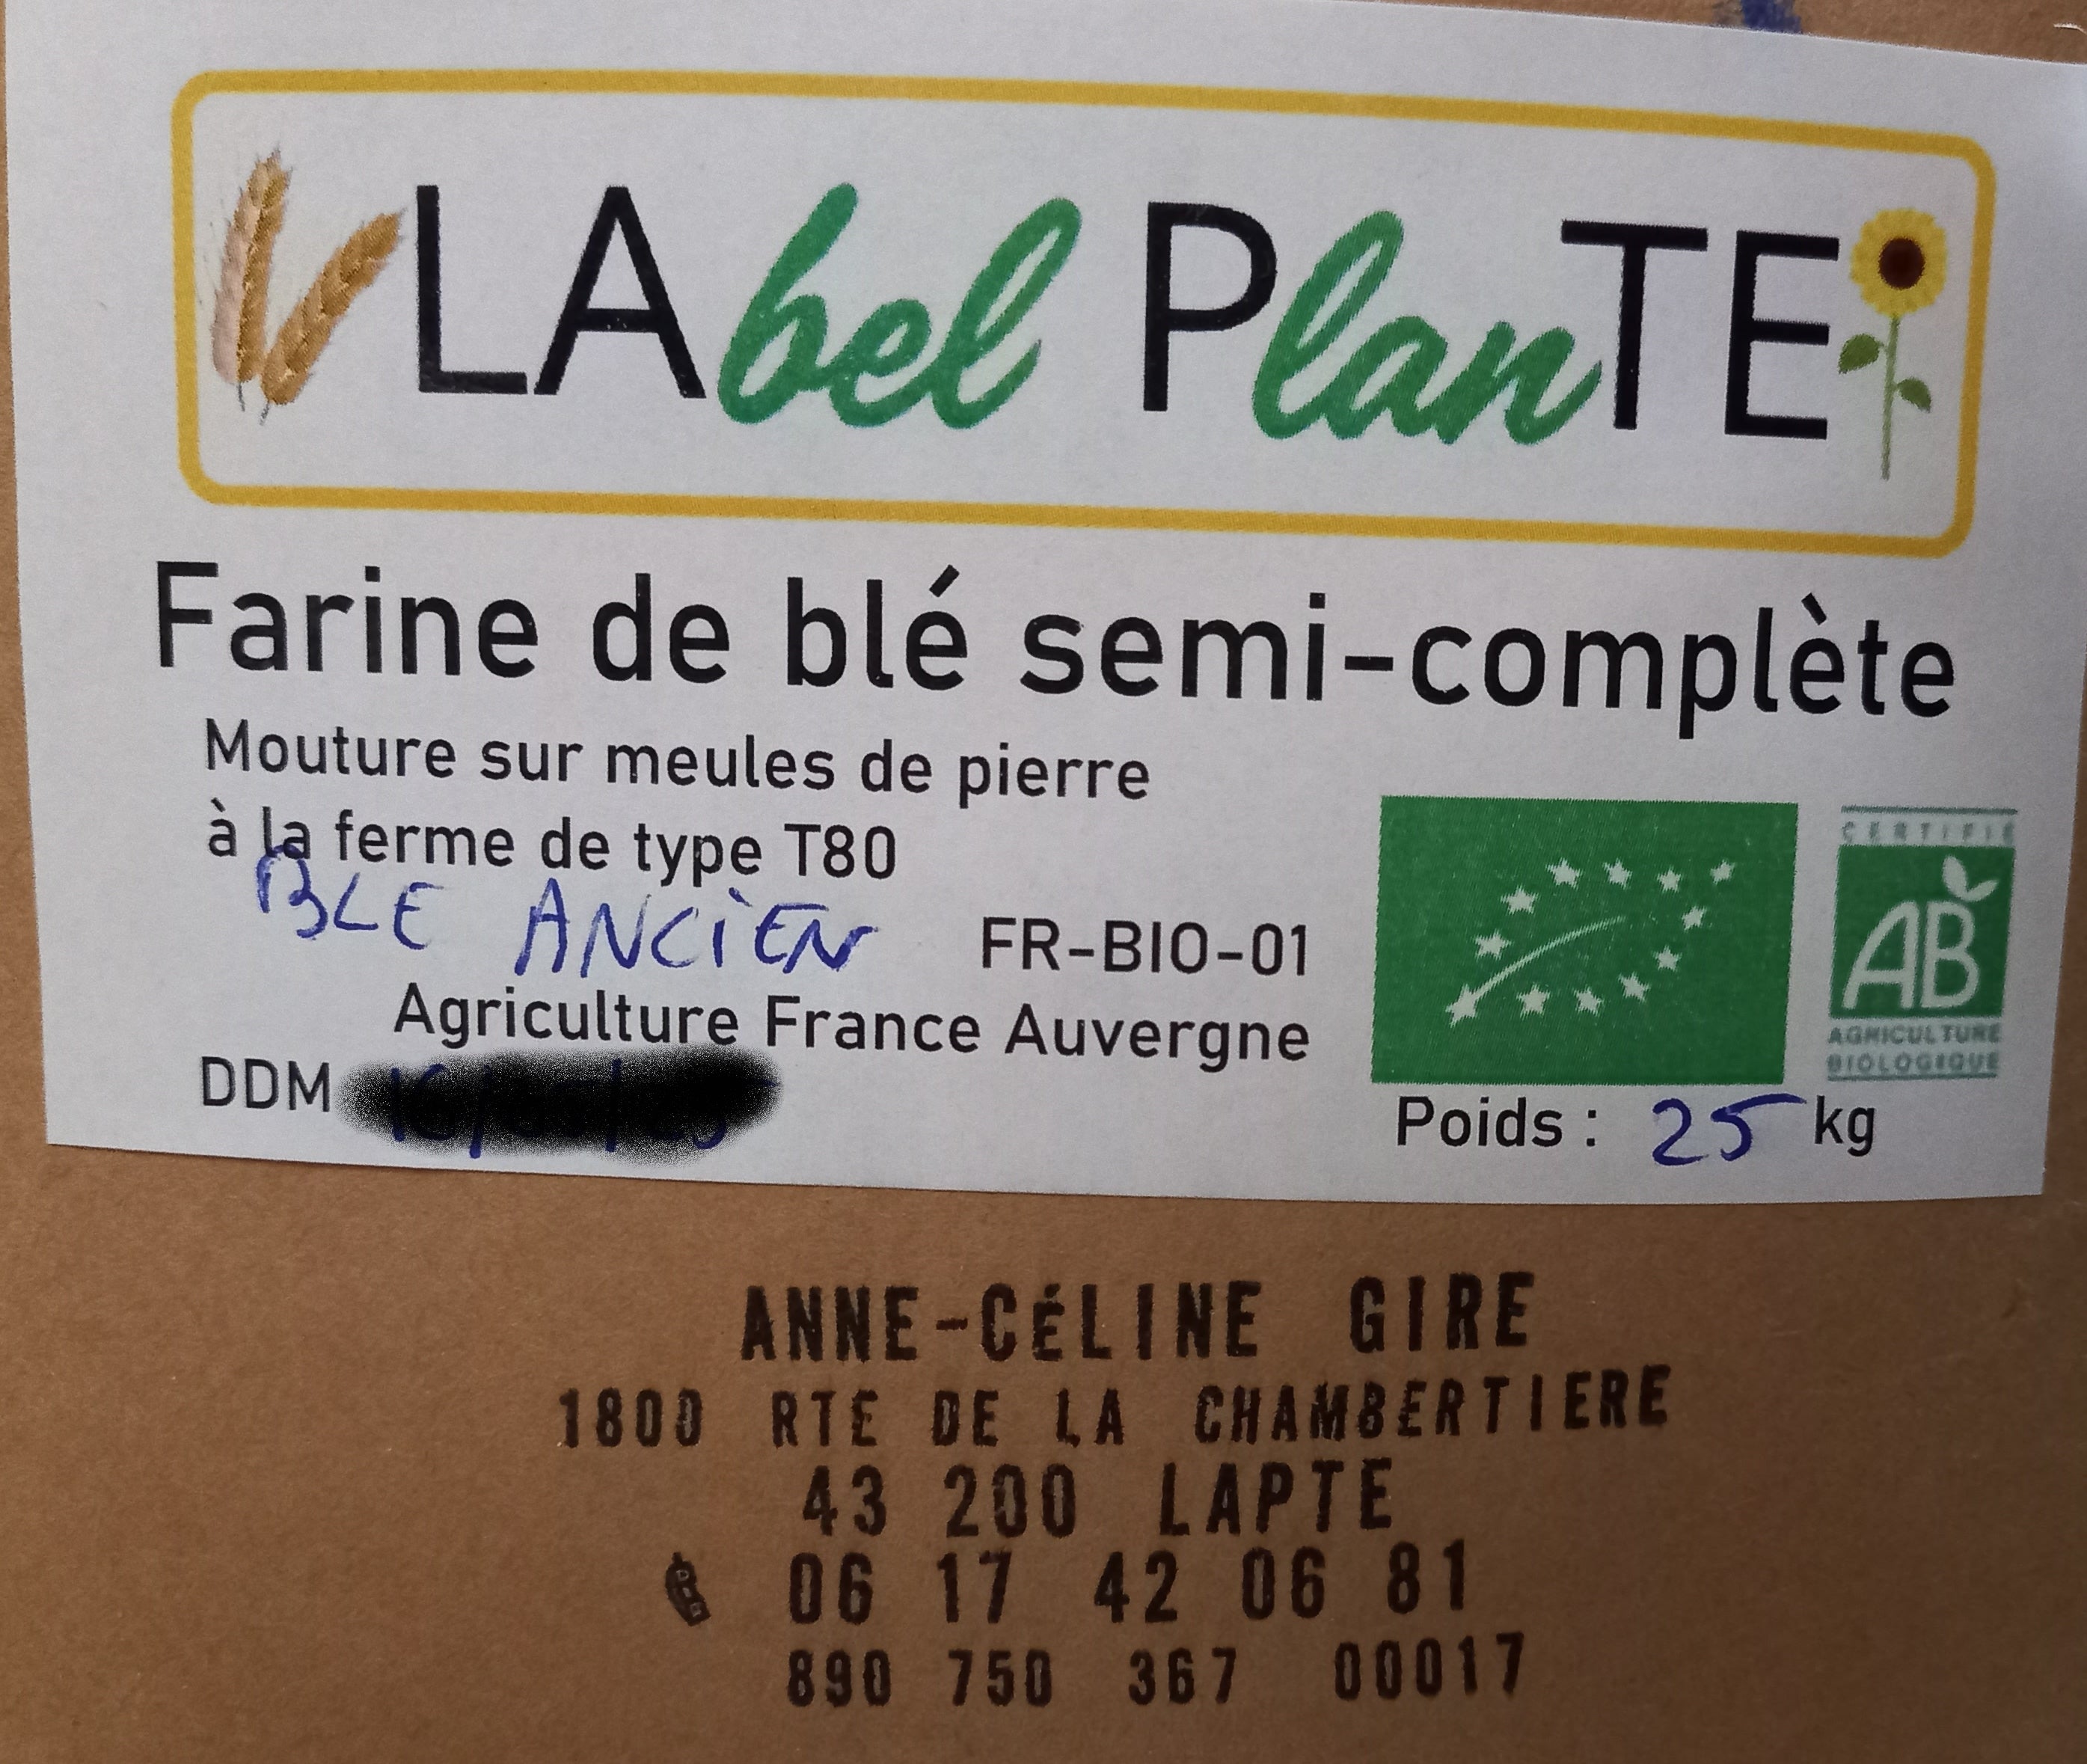 LAbel PlanTE
Farine de blé semi-complète
Mouture sur meules de pierre
à la ferme de type T80
BLE ANCIEN
FR-BIO-01
Agriculture France Auvergne
CERTIFIÉ
AB
AGRICULTURE
BIOLOGIQUE
DDM
Poids : 25 kg
ANNE-CÉLINE GIRE
1800 RTE DE LA CHAMBERTIERE
43 200 LAPTE
06 17 42 06 81
890 750 367 00017